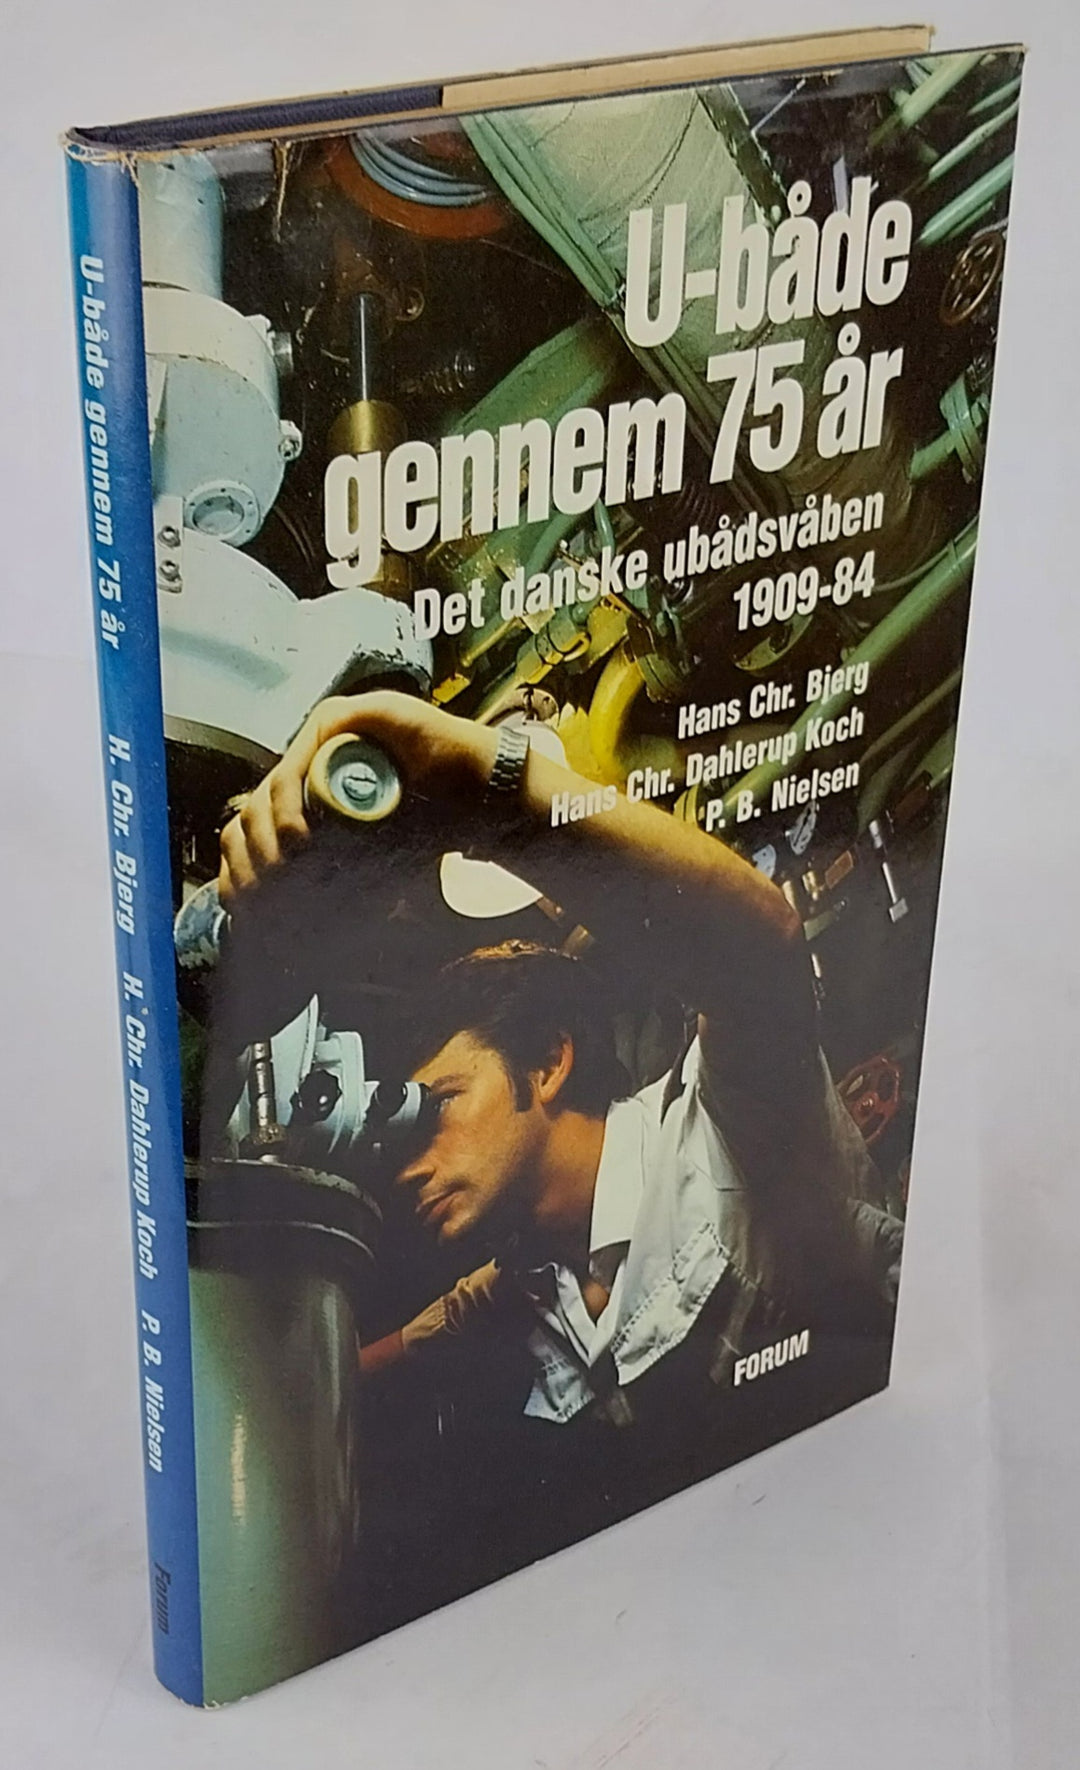 U-både
gennem 75 år
Det danske ubådsvåben
1909-84
Hans Chr. Bjerg
Hans Chr. Dahlerup Koch
P. B. Nielsen
FORUM
U-både gennem 75 år H. Chr. Bjerg H. Chr. Dahlerup Koch P. B. Nielsen Forum